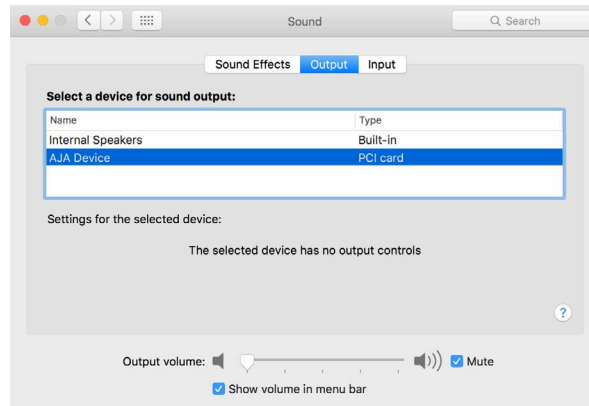 Sound
Search
Sound Effects Output Input
Select a device for sound output:
Name Type
Internal Speakers Built-in
AJA Device PCI card
Settings for the selected device:
The selected device has no output controls
?
Output volume: Mute
Show volume in menu bar